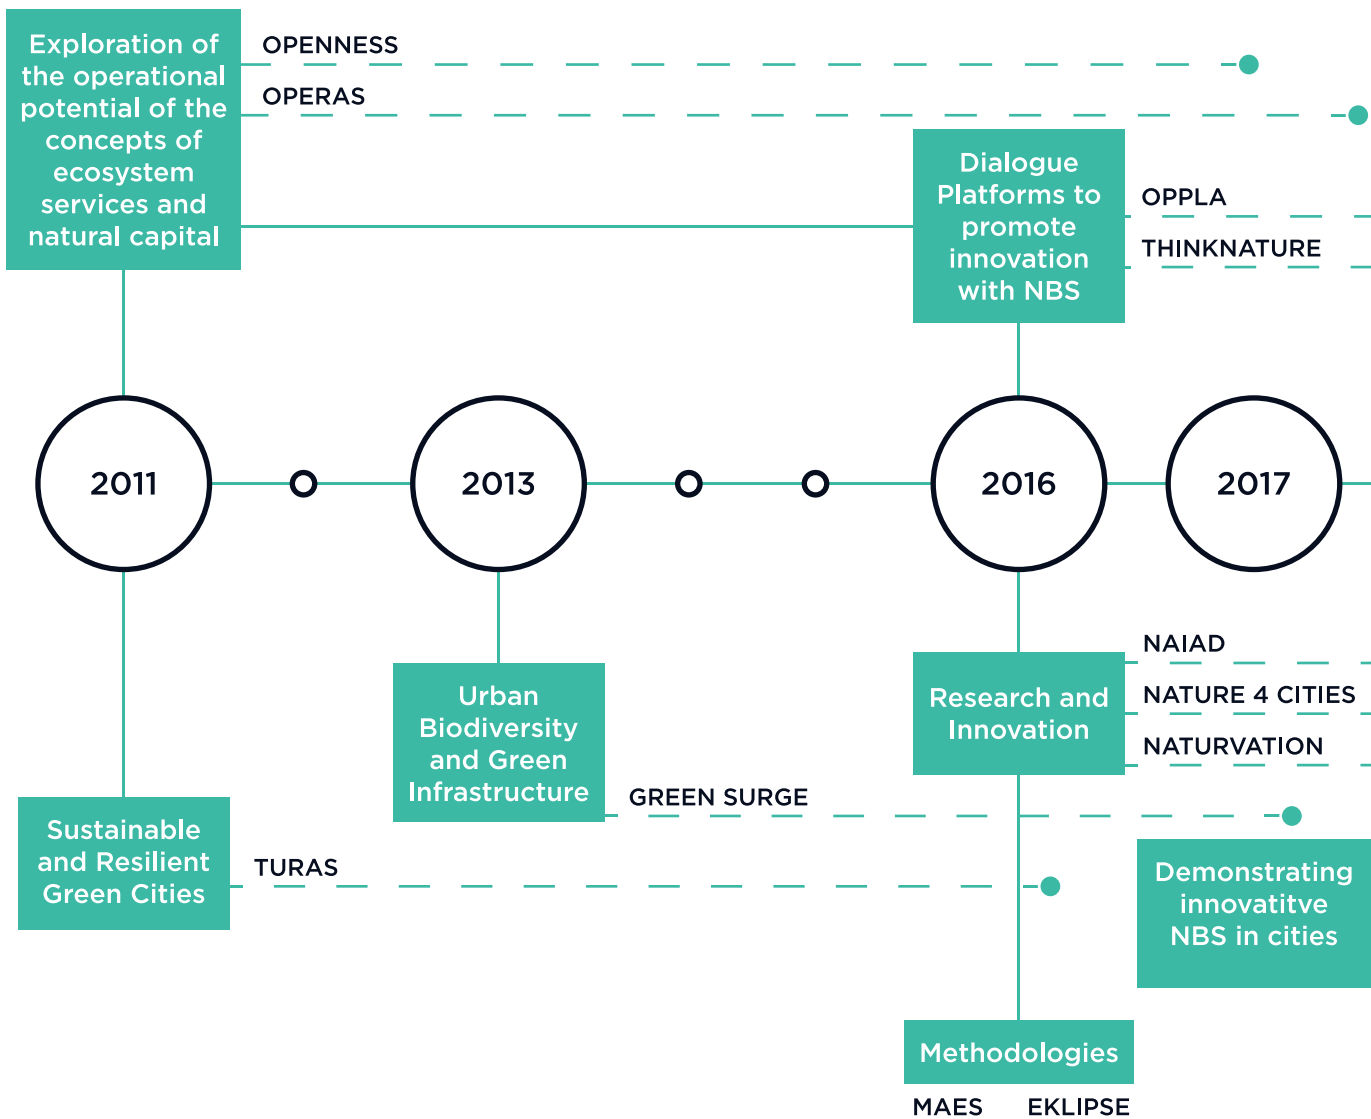 Exploration of
the operational
potential of the
concepts of
ecosystem
services and
natural capital
OPENNESS
OPERAS
Dialogue
Platforms to
promote
innovation
with NBS
OPPLA
THINKNATURE
2011
2013
2016
2017
Urban
Biodiversity
and Green
Infrastructure
Research and
Innovation
NAIAD
NATURE 4 CITIES
NATURVATION
GREEN SURGE
Sustainable
and Resilient
Green Cities
TURAS
Demonstrating
innovatitve
NBS in cities
Methodologies
MAES EKLIPSE